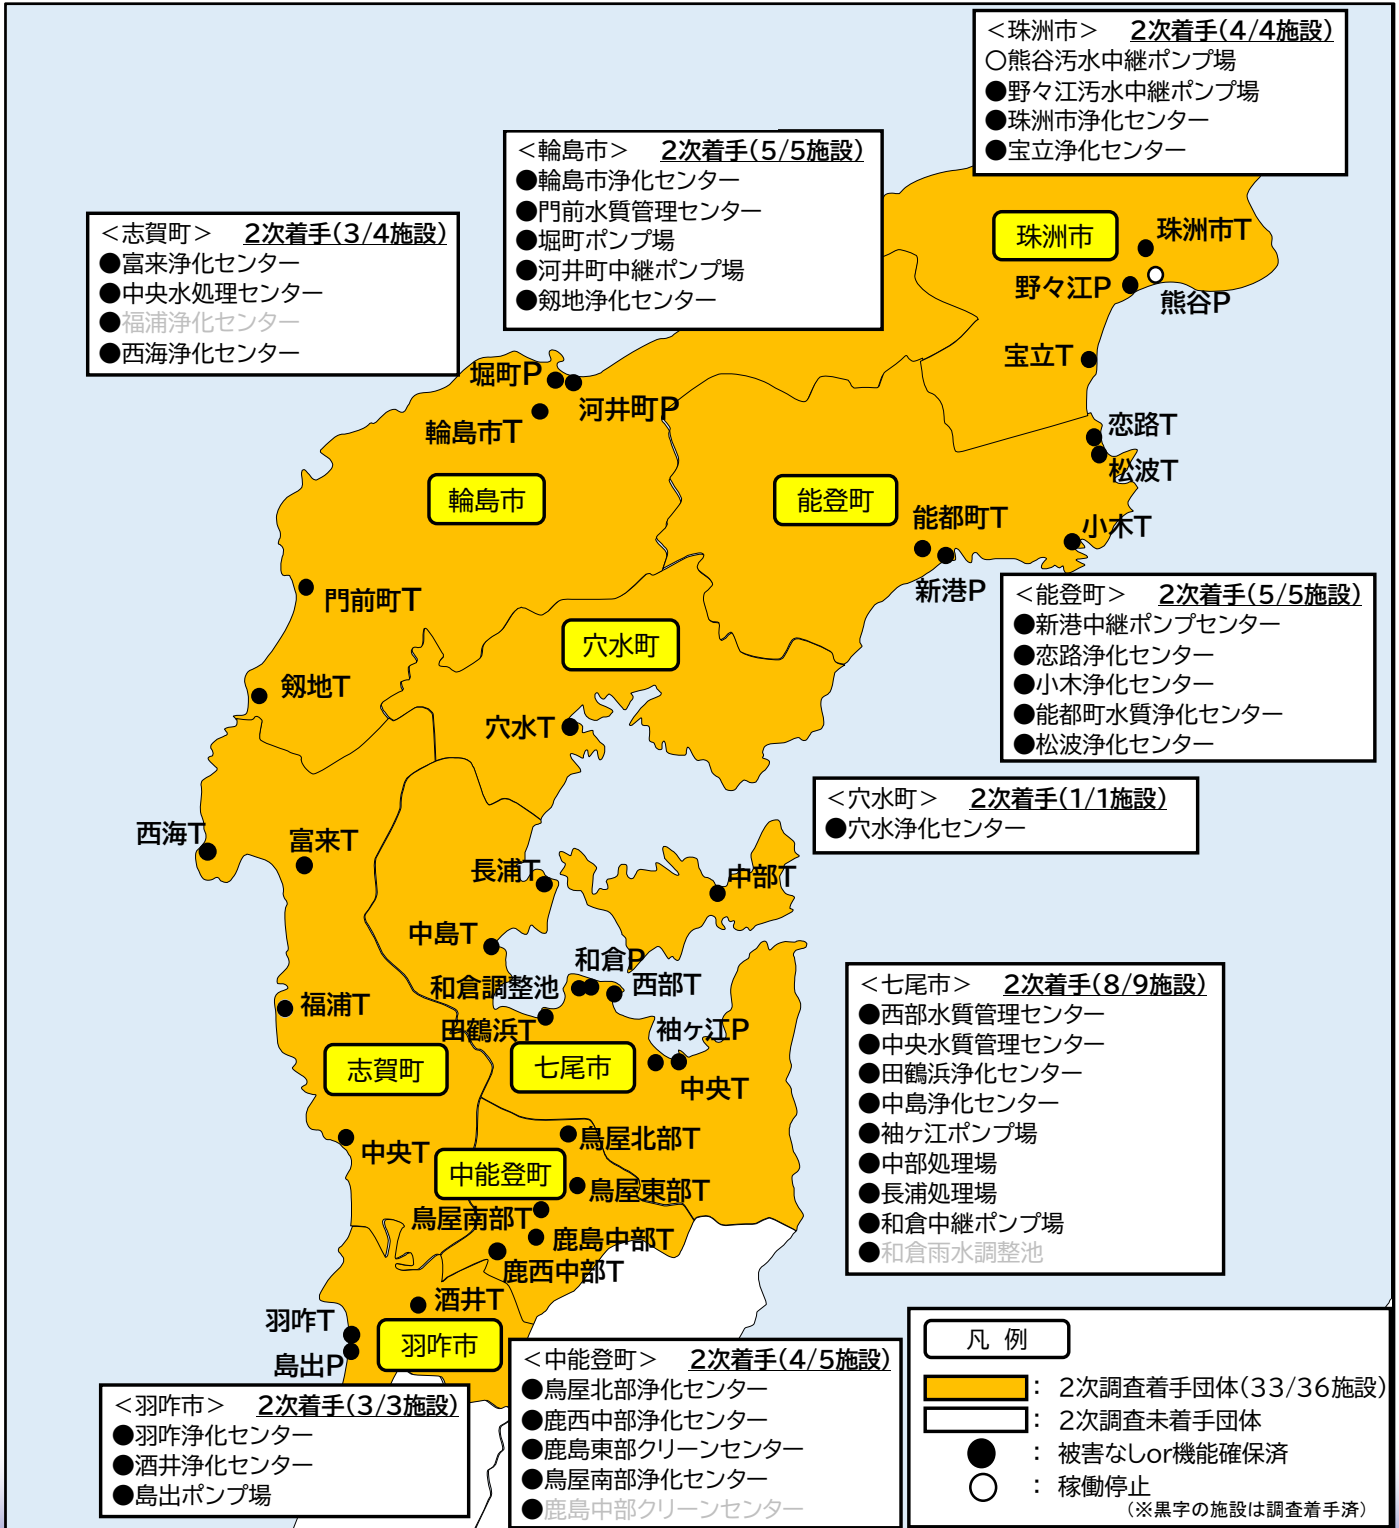 ＜珠洲市＞ 2次着手(4/4施設)
○熊谷汚水中継ポンプ場
●野々江汚水中継ポンプ場
●珠洲市浄化センター
●宝立浄化センター
＜輪島市＞ 2次着手(5/5施設)
●輪島市浄化センター
●門前水質管理センター
●堀町ポンプ場
●河井町中継ポンプ場
●剱地浄化センター
＜志賀町＞ 2次着手(3/4施設)
●富来浄化センター
●中央水処理センター
●福浦浄化センター
●西海浄化センター
珠洲市
珠洲市T
野々江P
熊谷P
宝立T
堀町P
河井町P
輪島市T
恋路T
松波T
輪島市
能登町
能都町T
小木T
新港P
門前町T
穴水町
剱地T
穴水T
＜能登町＞ 2次着手(5/5施設)
●新港中継ポンプセンター
●恋路浄化センター
●小木浄化センター
●能都町水質浄化センター
●松波浄化センター
＜穴水町＞ 2次着手(1/1施設)
●穴水浄化センター
西海T
富来T
長浦T
中部T
中島T
和倉P
和倉調整池
西部T
福浦T
田鶴浜T
袖ヶ江P
志賀町
七尾市
中央T
中央T
鳥屋北部T
中能登町
鳥屋東部T
鳥屋南部T
鹿島中部T
鹿西中部T
酒井T
羽咋T
羽咋市
島出P
＜七尾市＞ 2次着手(8/9施設)
●西部水質管理センター
●中央水質管理センター
●田鶴浜浄化センター
●中島浄化センター
●袖ヶ江ポンプ場
●中部処理場
●長浦処理場
●和倉中継ポンプ場
●和倉雨水調整池
＜羽咋市＞ 2次着手(3/3施設)
●羽咋浄化センター
●酒井浄化センター
●島出ポンプ場
＜中能登町＞ 2次着手(4/5施設)
●鳥屋北部浄化センター
●鹿西中部浄化センター
●鹿島東部クリーンセンター
●鳥屋南部浄化センター
●鹿島中部クリーンセンター
凡 例
： 2次調査着手団体(33/36施設)
： 2次調査未着手団体
● ： 被害なしor機能確保済
○ ： 稼働停止
(※黒字の施設は調査着手済)